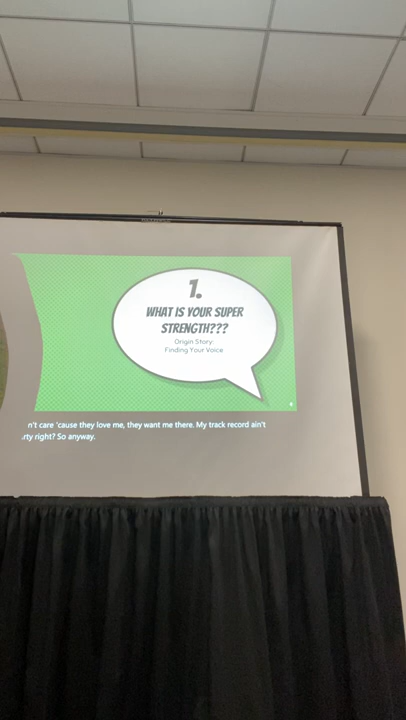 1.
WHAT IS YOUR SUPER
STRENGTH???
Origin Story:
Finding Your Voice
n't care 'cause they love me, they want me there. My track record ain't
rty right? So anyway.